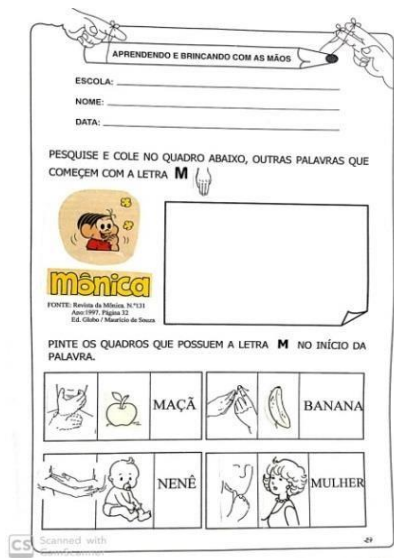 APRENDENDO E BRINCANDO COM AS MÃOS
ESCOLA:
NOME:
DATA:
PESQUISE E COLE NO QUADRO ABAIXO, OUTRAS PALAVRAS QUE
COMEÇEM COM A LETRA M
Mônica
FONTE: Revista da Mônica. N.º131
Ano:1997. Página 32
Ed. Globo / Maurício de Souza
PINTE OS QUADROS QUE POSSUEM A LETRA M NO INÍCIO DA
PALAVRA.
MAÇÃ
BANANA
NENÊ
MULHER
CS Scanned with
CamScanner